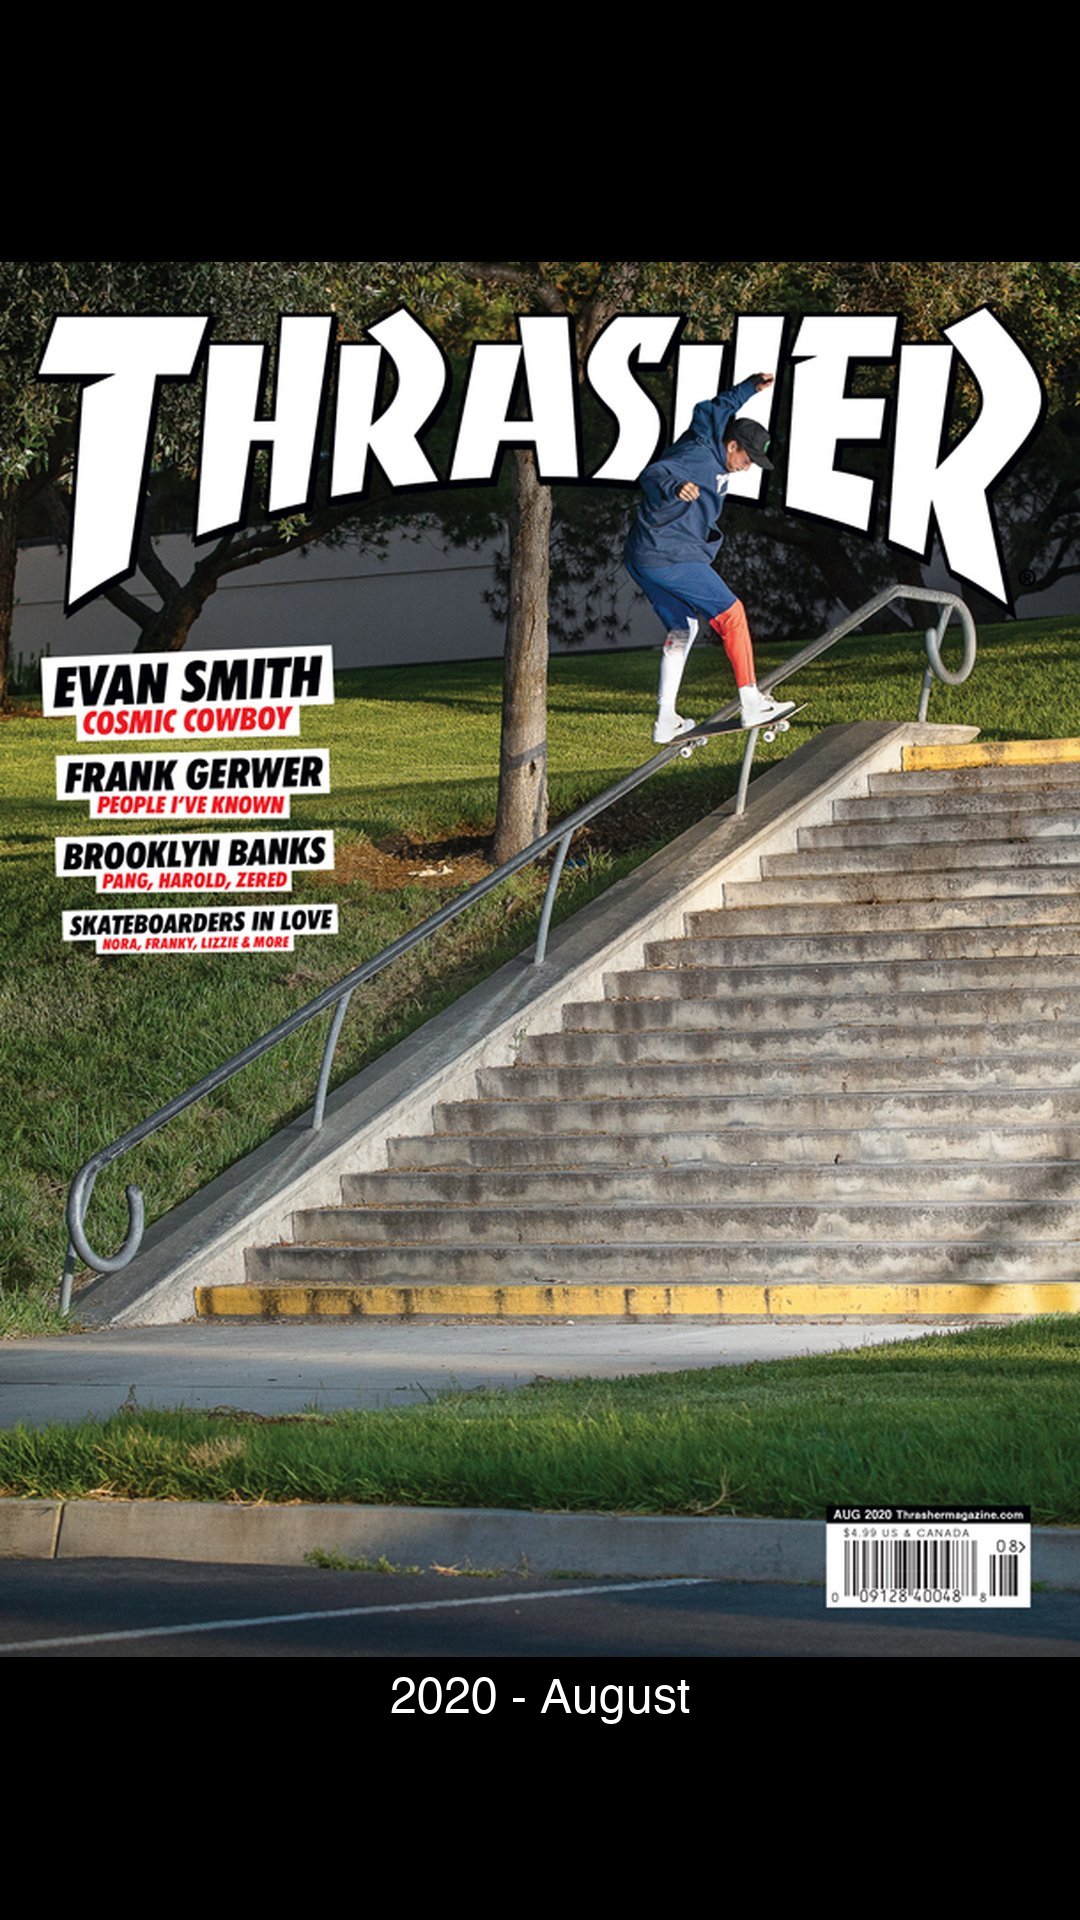 THRASHER
®
EVAN SMITH
COSMIC COWBOY
FRANK GERWER
PEOPLE I'VE KNOWN
BROOKLYN BANKS
PANG, HAROLD, ZERED
SKATEBOARDERS IN LOVE
NORA, FRANKY, LIZZIE & MORE
AUG 2020 Thrashermagazine.com
$4.99 US & CANADA
08>
0 09128 40048 8
2020 - August